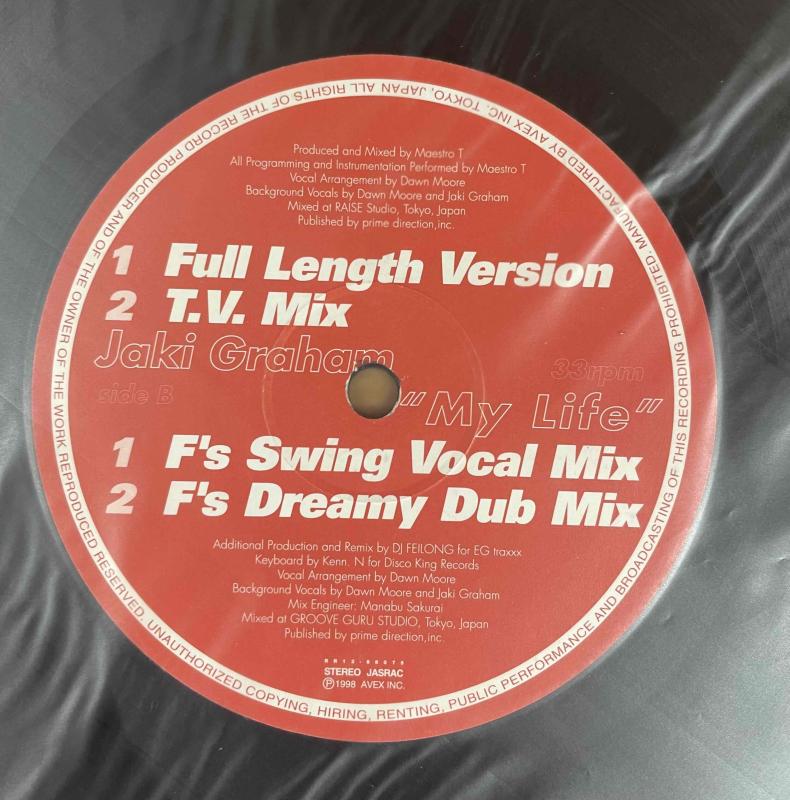 Produced and Mixed by Maestro T
All Programming and Instrumentation Performed by Maestro T
Vocal Arrangement by Dawn Moore
Background Vocals by Dawn Moore and Jaki Graham
Mixed at RAISE Studio, Tokyo, Japan
Published by prime direction,inc.
1 Full Length Version
2 T.V. Mix
Jaki Graham
33rpm
side B
"My Life"
1 F's Swing Vocal Mix
2 F's Dreamy Dub Mix
Additional Production and Remix by DJ FEILONG for EG traxxx
Keyboard by Kenn. N for Disco King Records
Vocal Arrangement by Dawn Moore
Background Vocals by Dawn Moore and Jaki Graham
Mix Engineer: Manabu Sakurai
Mixed at GROOVE GURU STUDIO, Tokyo, Japan
Published by prime direction,inc.
STEREO JASRAC
Ⓟ1998 AVEX INC.
MANUFACTURED BY AVEX INC. TOKYO, JAPAN ALL RIGHTS OF THE RECORD PRODUCER AND OF THE OWNER OF THE WORK REPRODUCED RESERVED. UNAUTHORIZED COPYING, HIRING, RENTING, PUBLIC PERFORMANCE AND BROADCASTING OF THIS RECORDING PROHIBITED.